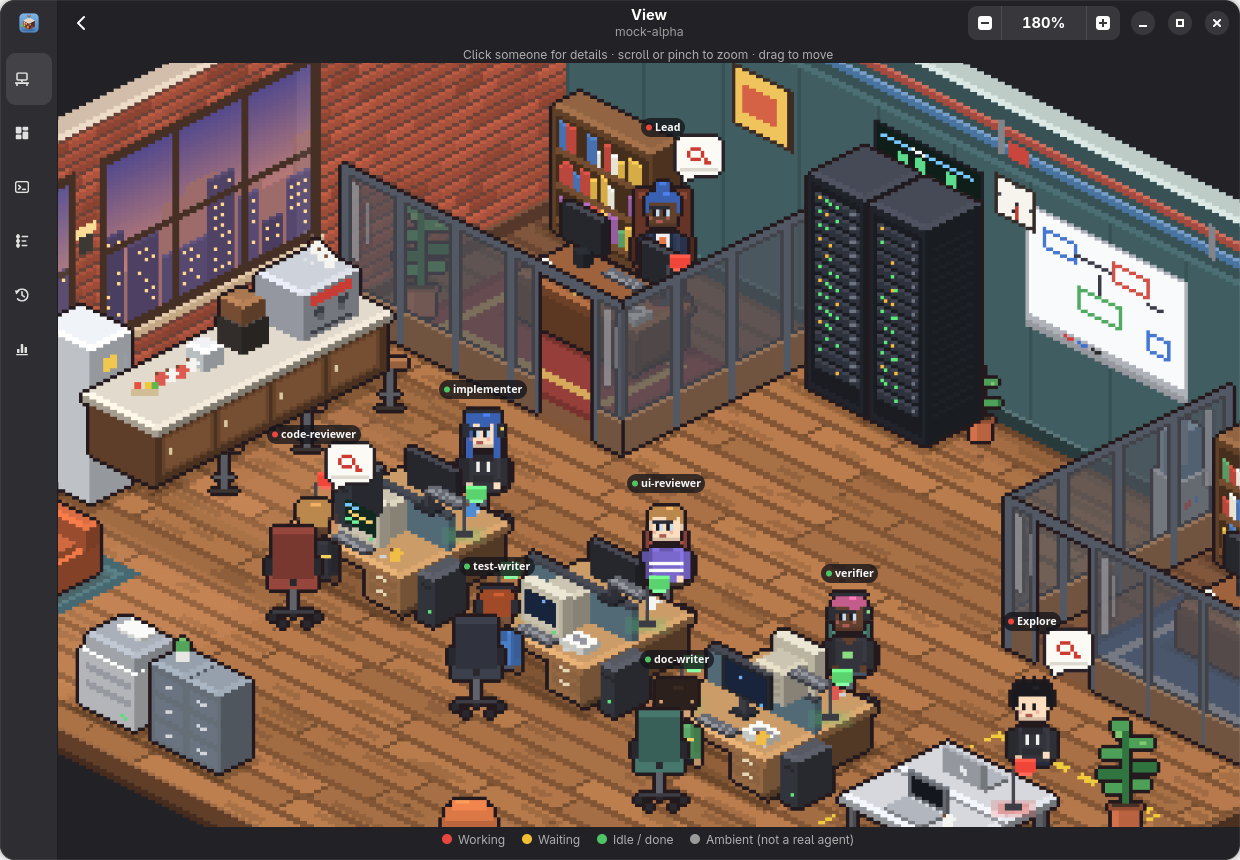 View
mock-alpha
180%
Click someone for details · scroll or pinch to zoom · drag to move
Lead
implementer
code-reviewer
ui-reviewer
test-writer
verifier
Explore
doc-writer
Working
Waiting
Idle / done
Ambient (not a real agent)